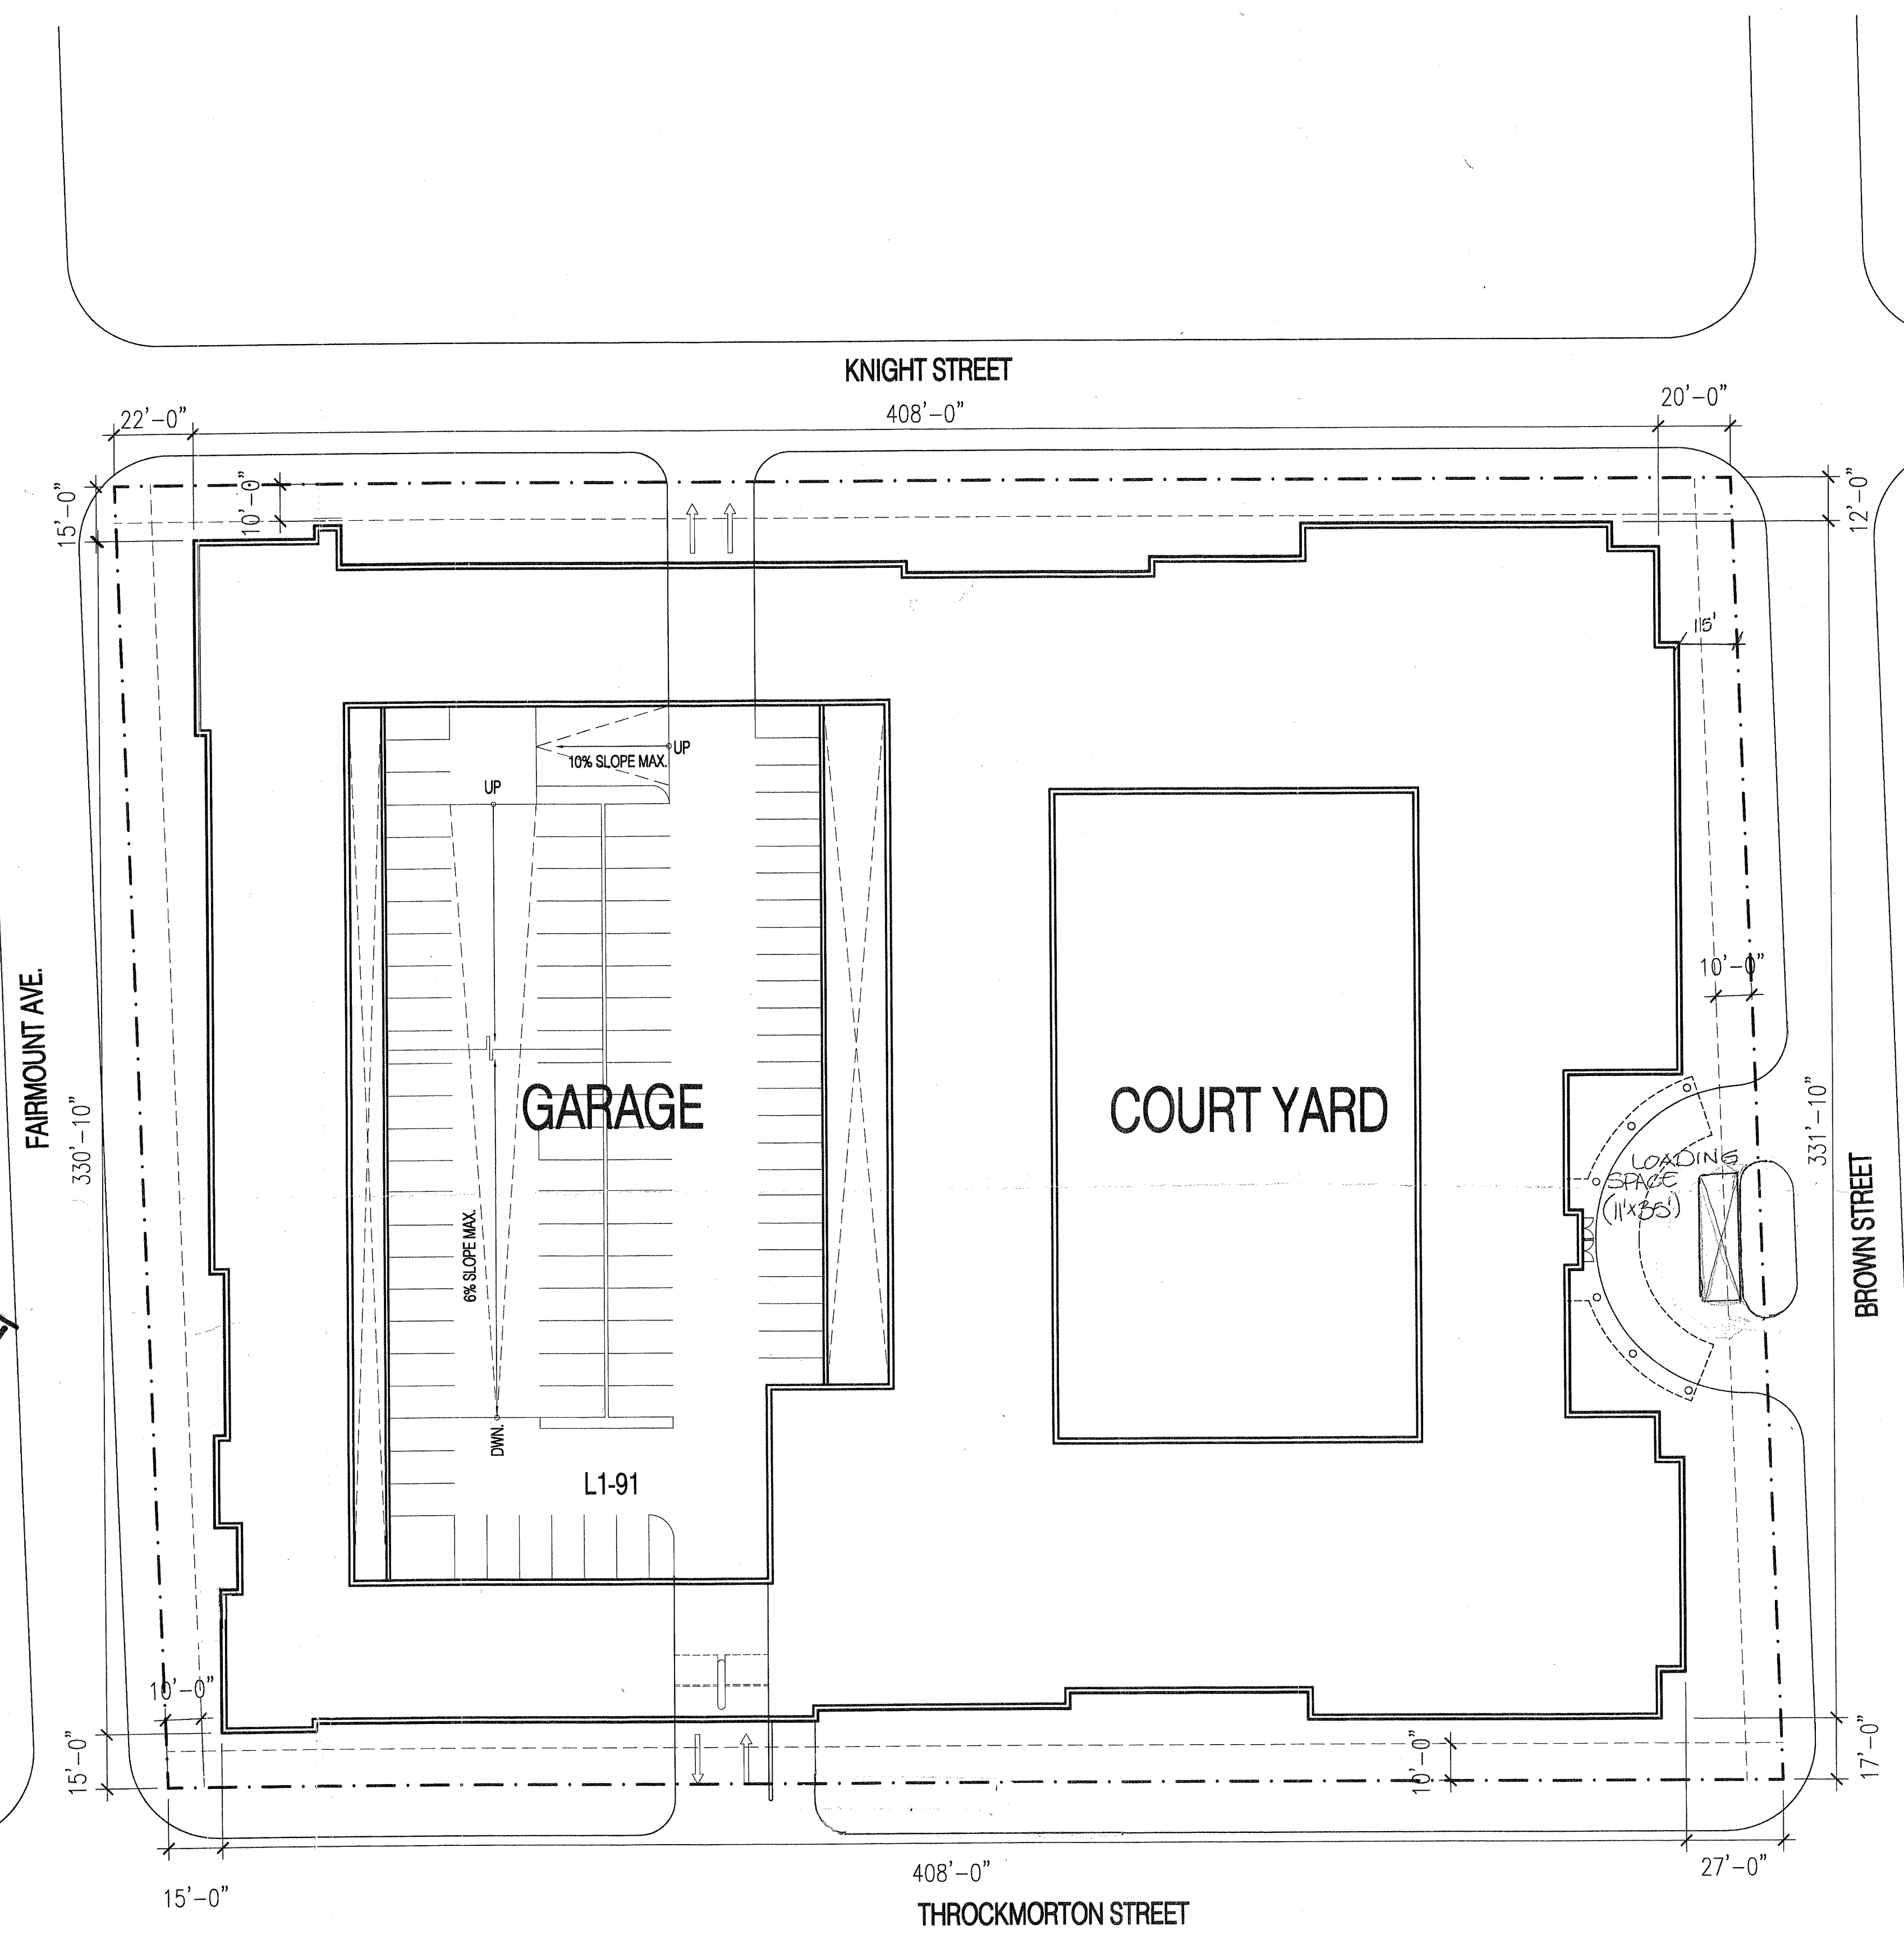 KNIGHT STREET
22'-0"
408'-0"
20'-0"
15'-0"
10'-0"
12'-0"
15'
UP
10% SLOPE MAX.
UP
10'-0"
FAIRMOUNT AVE.
330'-10"
GARAGE
COURT YARD
331'-10"
LOADING
SPACE
(11'x35')
BROWN STREET
6% SLOPE MAX.
DWN.
L1-91
10'-0"
15'-0"
10'-0"
17'-0"
15'-0"
408'-0"
27'-0"
THROCKMORTON STREET